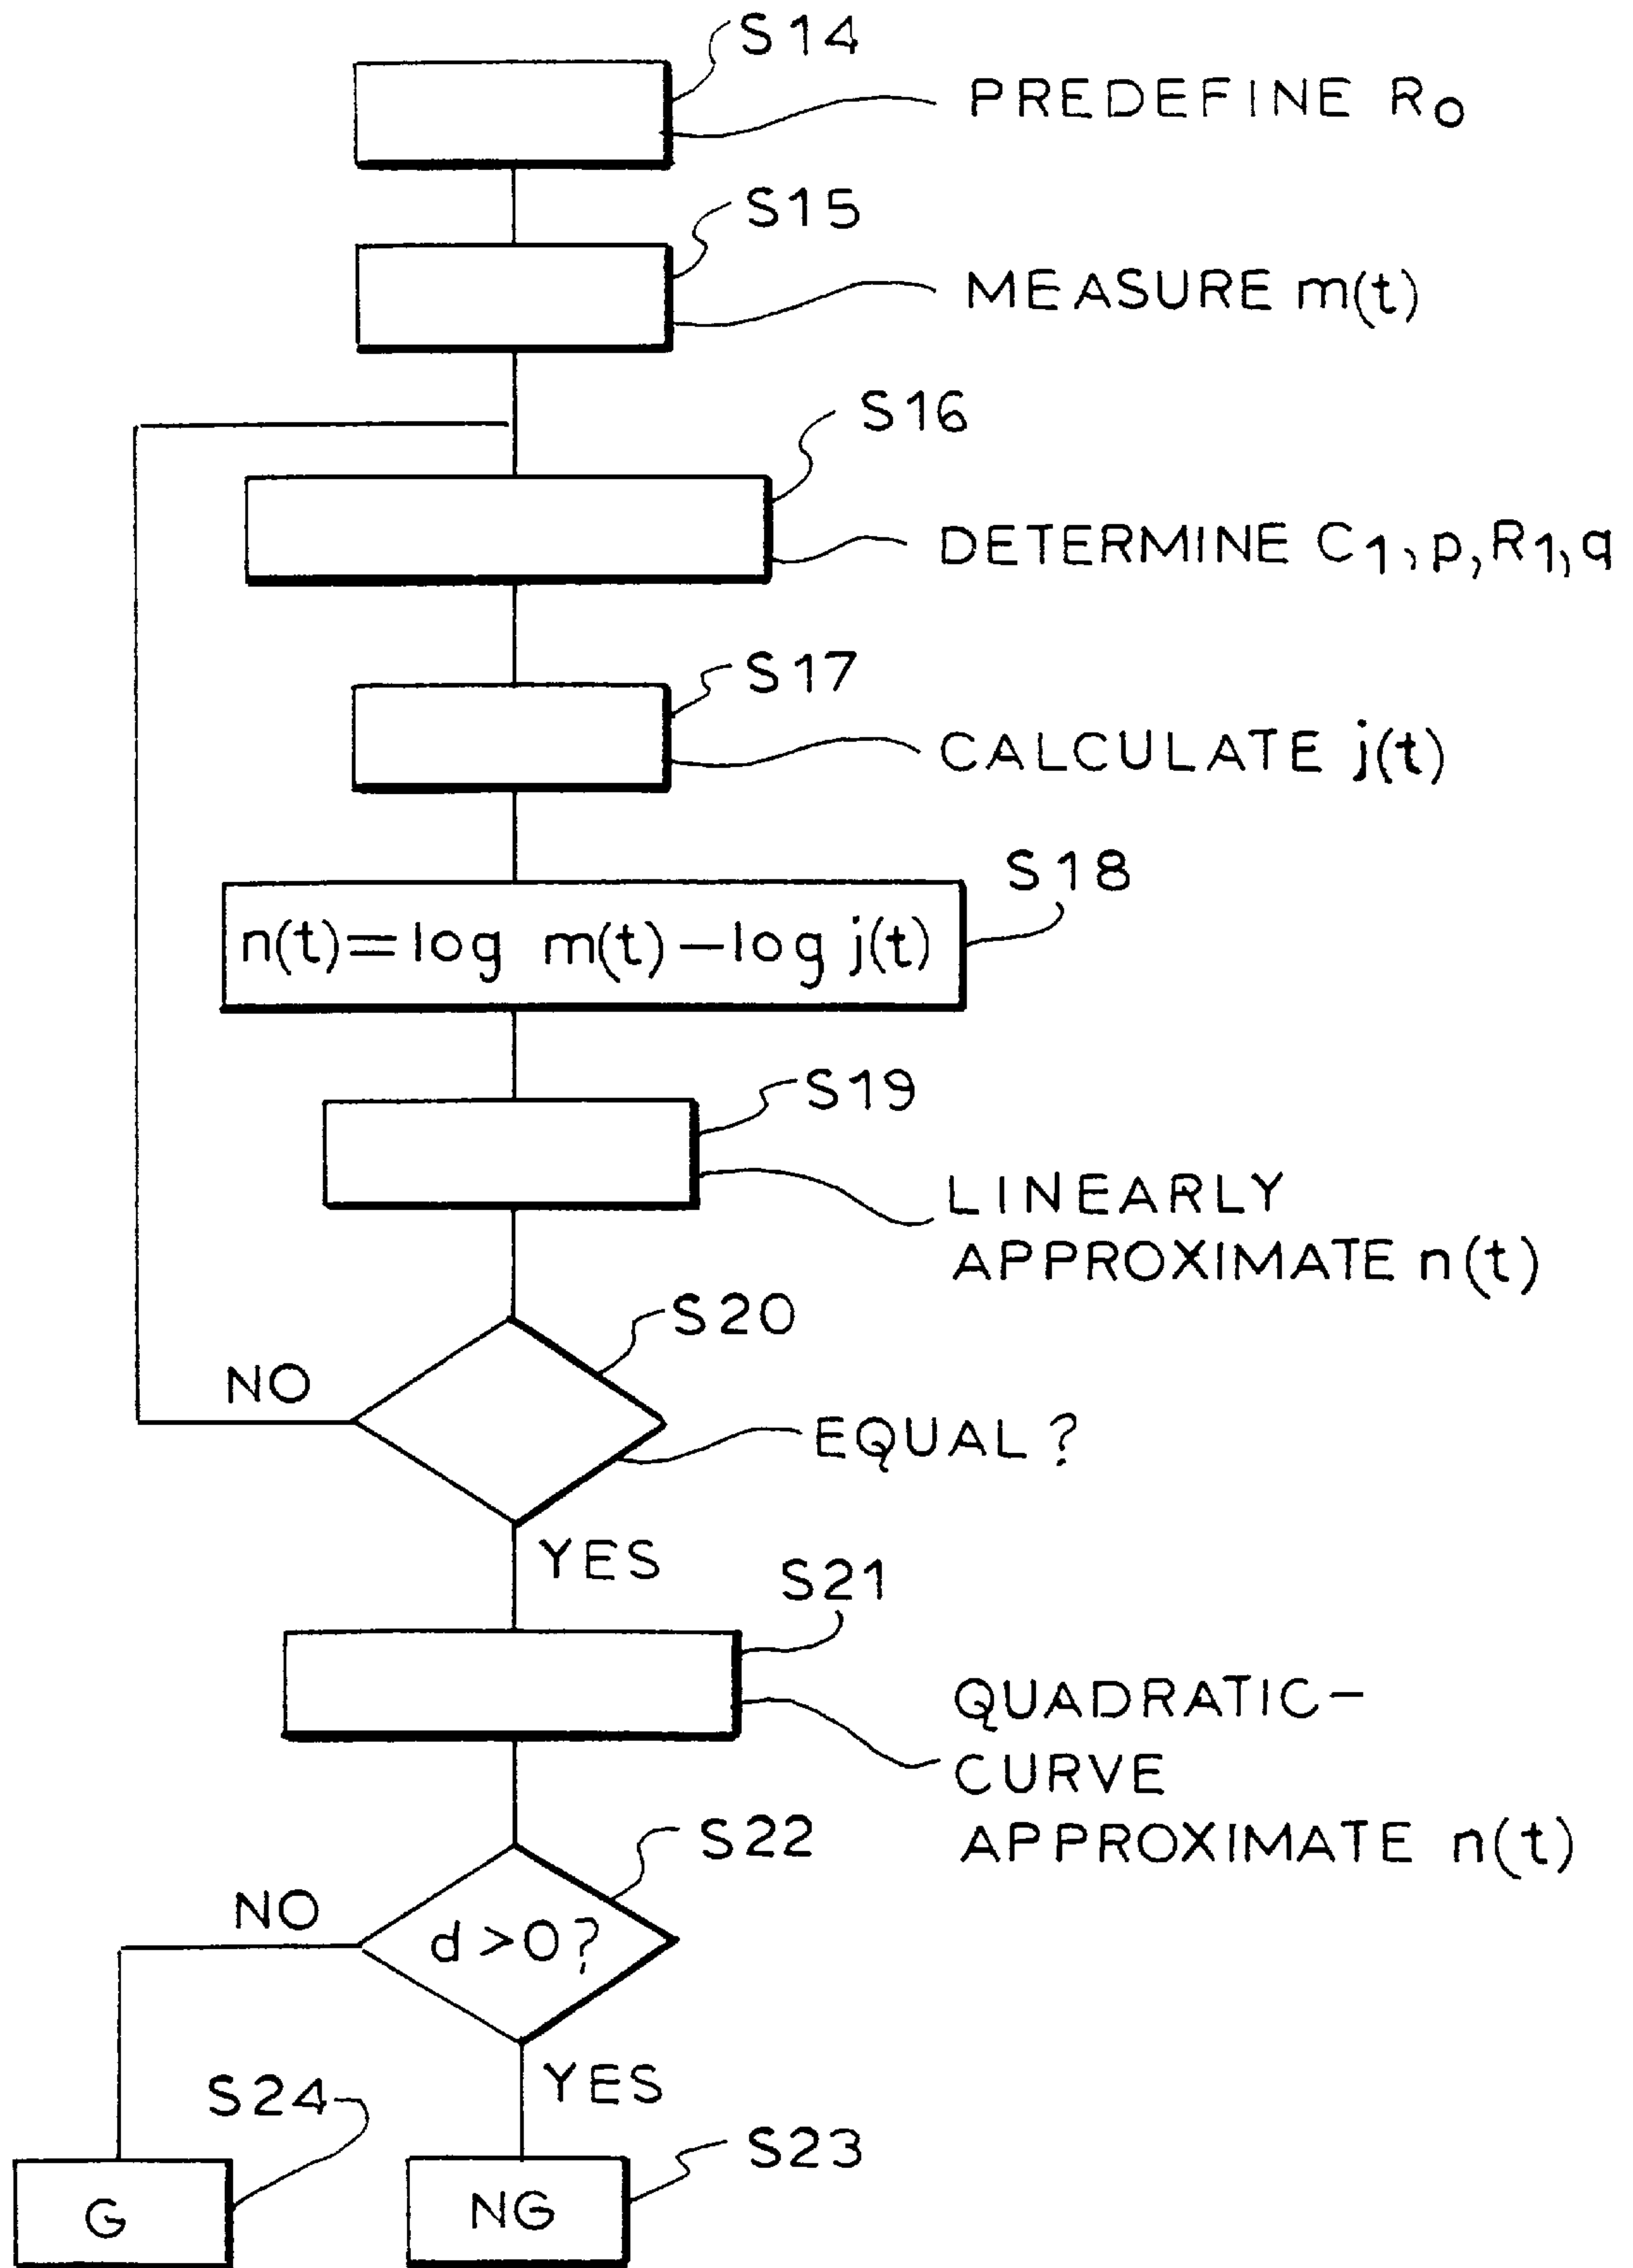 S14
PREDEFINE R0
S15
MEASURE m(t)
S16
DETERMINE C1, p, R1, q
S17
CALCULATE j(t)
S18
n(t)=log m(t)-log j(t)
S19
LINEARLY
APPROXIMATE n(t)
S20
NO
EQUAL ?
YES
S21
QUADRATIC-
CURVE
APPROXIMATE n(t)
S22
NO
d>0?
YES
S24
S23
G
NG